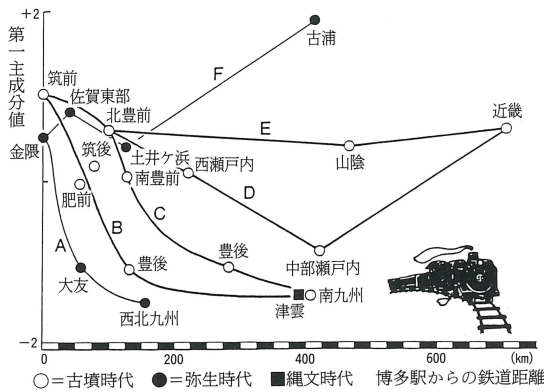 +2
第一主成分値
古浦
F
筑前
佐賀東部
北豊前
近畿
金隈
筑後
土井ケ浜
E
山陰
西瀬戸内
南豊前
肥前
D
C
B
A
豊後
豊後
中部瀬戸内
大友
西北九州
津雲
南九州
-2
0
200
400
600
(km)
○=古墳時代 ●=弥生時代 ■縄文時代 博多駅からの鉄道距離